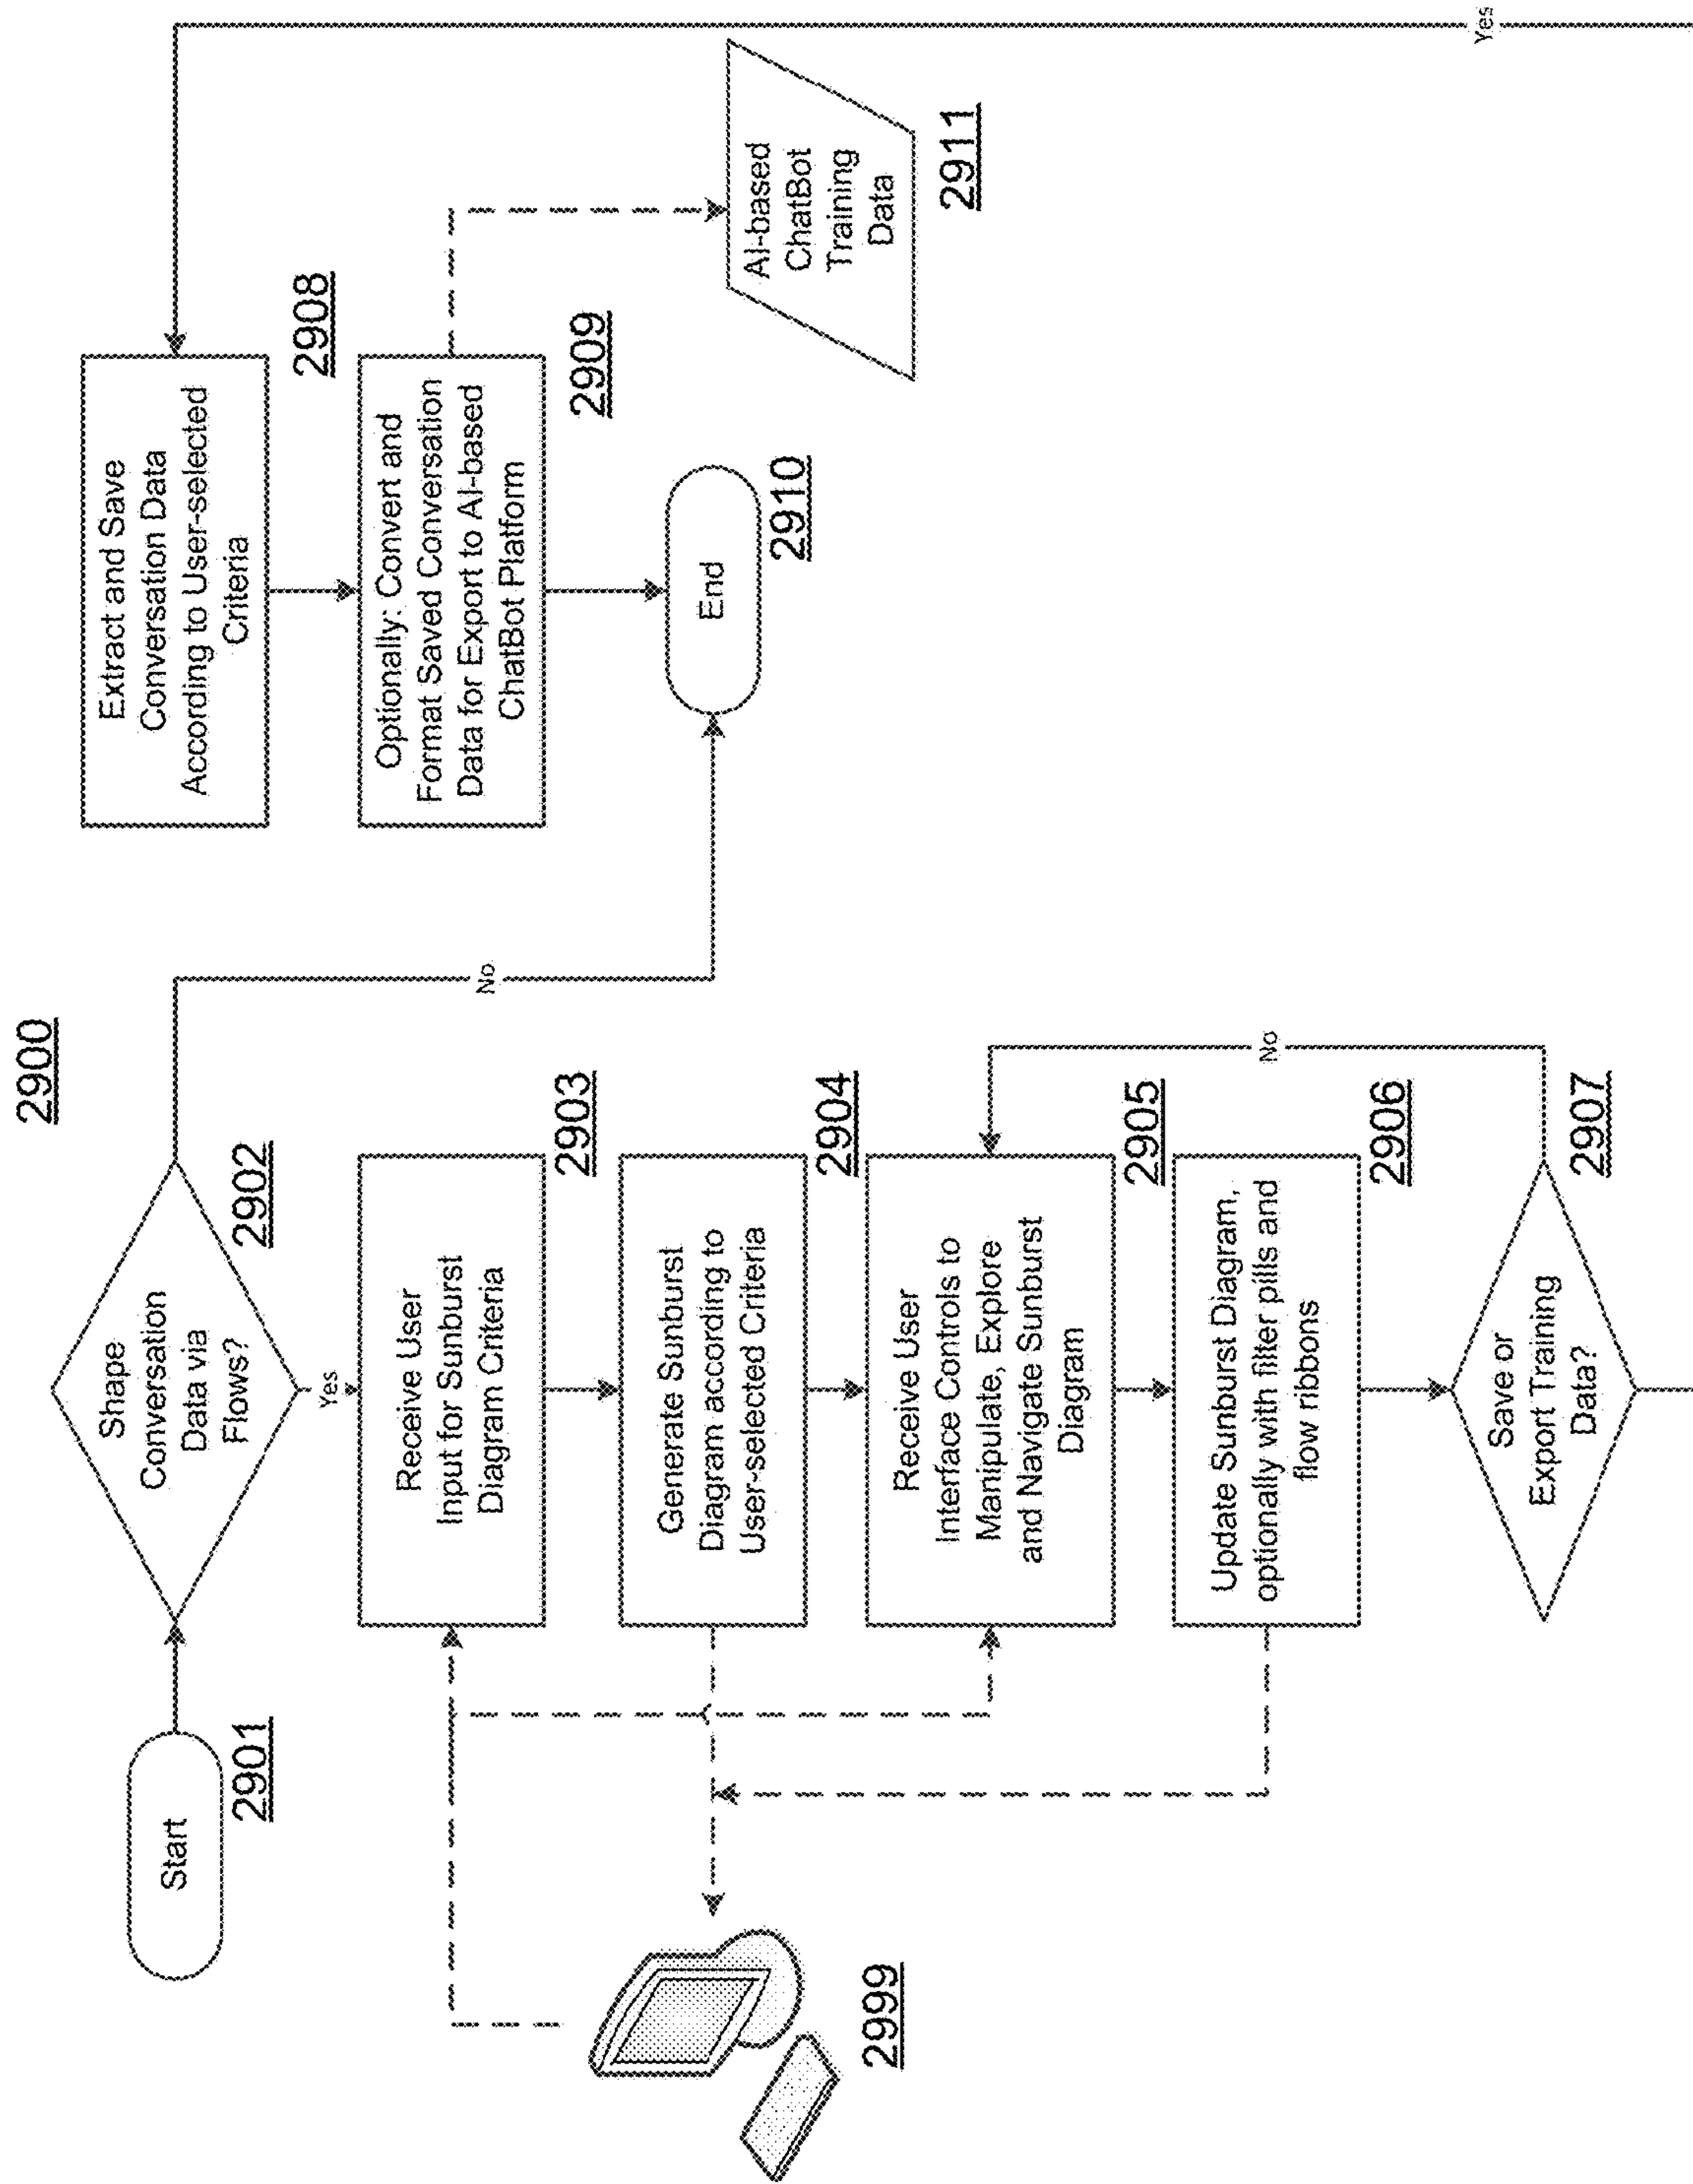 2900
Start
2901
Shape
Conversation
Data via
Flows?
2902
Yes
No
Receive User
Input for Sunburst
Diagram Criteria
2903
Generate Sunburst
Diagram according to
User-selected Criteria
2904
Receive User
Interface Controls to
Manipulate, Explore
and Navigate Sunburst
Diagram
2905
Update Sunburst Diagram,
optionally with filter pills and
flow ribbons
2906
Save or
Export Training
Data?
2907
No
Yes
Extract and Save
Conversation Data
According to User-selected
Criteria
2908
Optionally: Convert and
Format Saved Conversation
Data for Export to AI-based
ChatBot Platform
2909
End
2910
AI-based
ChatBot
Training
Data
2911
2999